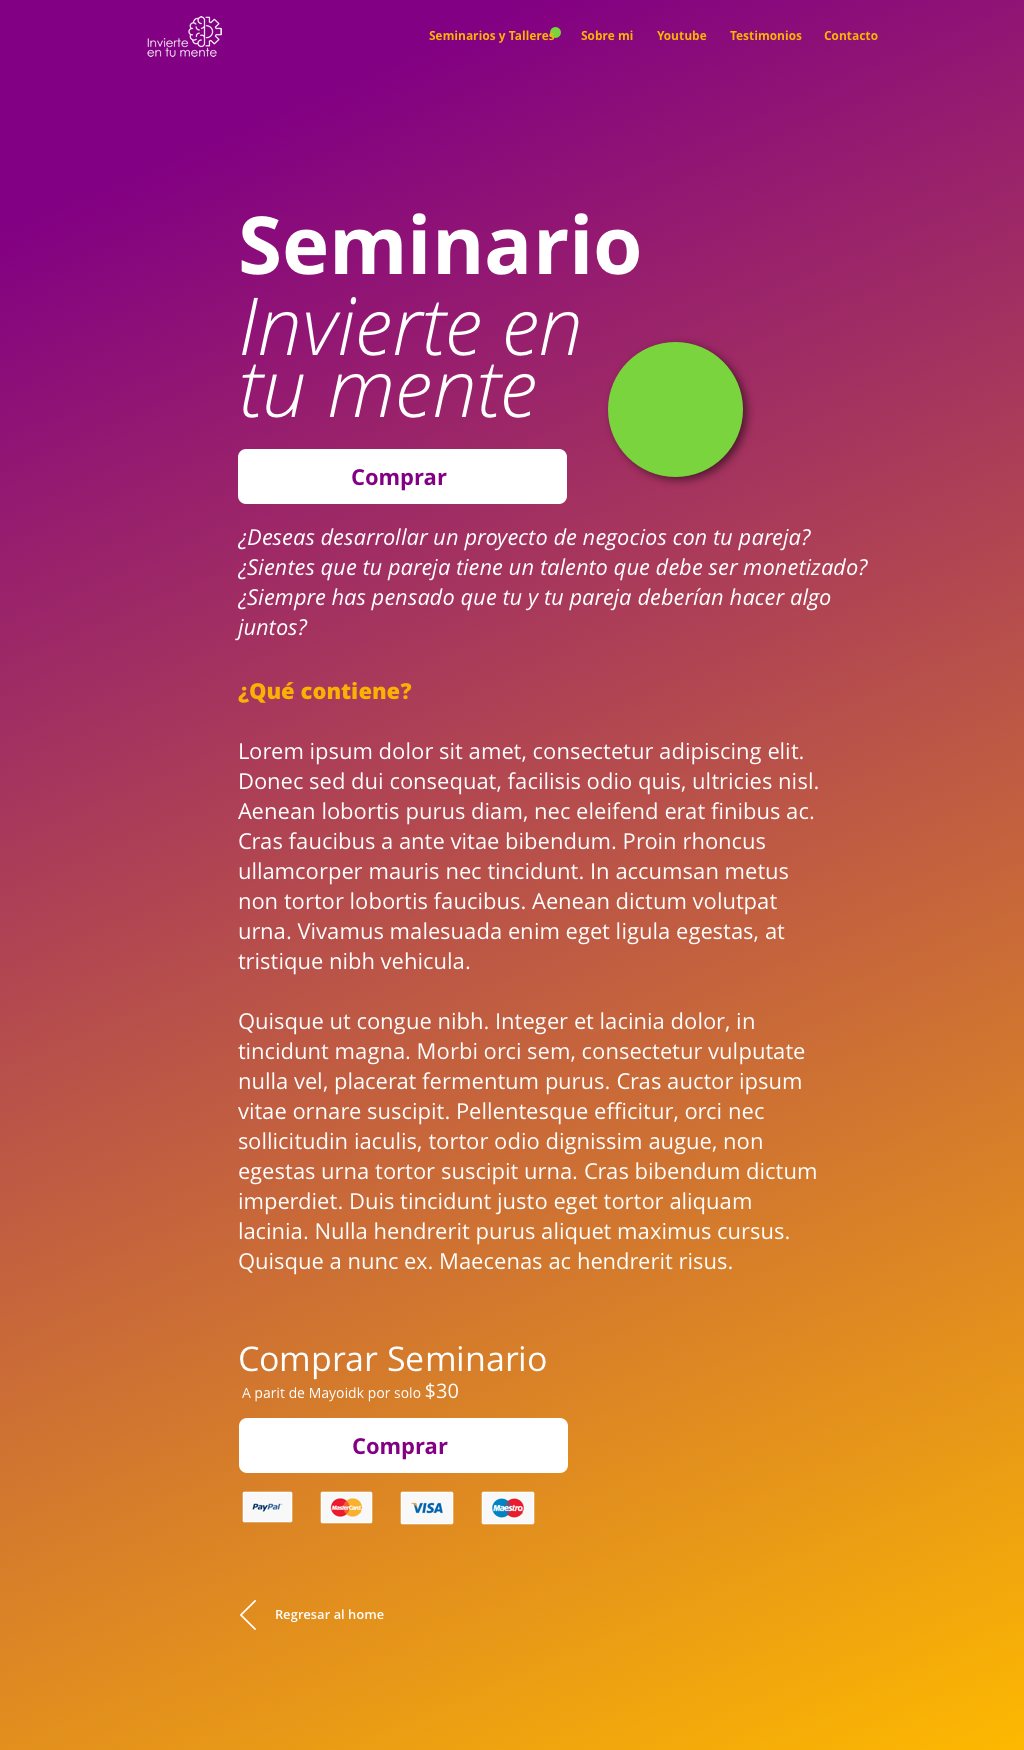 Invierte
en tu mente
Seminarios y Talleres Sobre mi Youtube Testimonios Contacto
Seminario
Invierte en
tu mente
Comprar
¿Deseas desarrollar un proyecto de negocios con tu pareja?
¿Sientes que tu pareja tiene un talento que debe ser monetizado?
¿Siempre has pensado que tu y tu pareja deberían hacer algo
juntos?
¿Qué contiene?
Lorem ipsum dolor sit amet, consectetur adipiscing elit.
Donec sed dui consequat, facilisis odio quis, ultricies nisl.
Aenean lobortis purus diam, nec eleifend erat finibus ac.
Cras faucibus a ante vitae bibendum. Proin rhoncus
ullamcorper mauris nec tincidunt. In accumsan metus
non tortor lobortis faucibus. Aenean dictum volutpat
urna. Vivamus malesuada enim eget ligula egestas, at
tristique nibh vehicula.
Quisque ut congue nibh. Integer et lacinia dolor, in
tincidunt magna. Morbi orci sem, consectetur vulputate
nulla vel, placerat fermentum purus. Cras auctor ipsum
vitae ornare suscipit. Pellentesque efficitur, orci nec
sollicitudin iaculis, tortor odio dignissim augue, non
egestas urna tortor suscipit urna. Cras bibendum dictum
imperdiet. Duis tincidunt justo eget tortor aliquam
lacinia. Nulla hendrerit purus aliquet maximus cursus.
Quisque a nunc ex. Maecenas ac hendrerit risus.
Comprar Seminario
A parit de Mayoidk por solo $30
Comprar
PayPal MasterCard VISA Maestro
Regresar al home